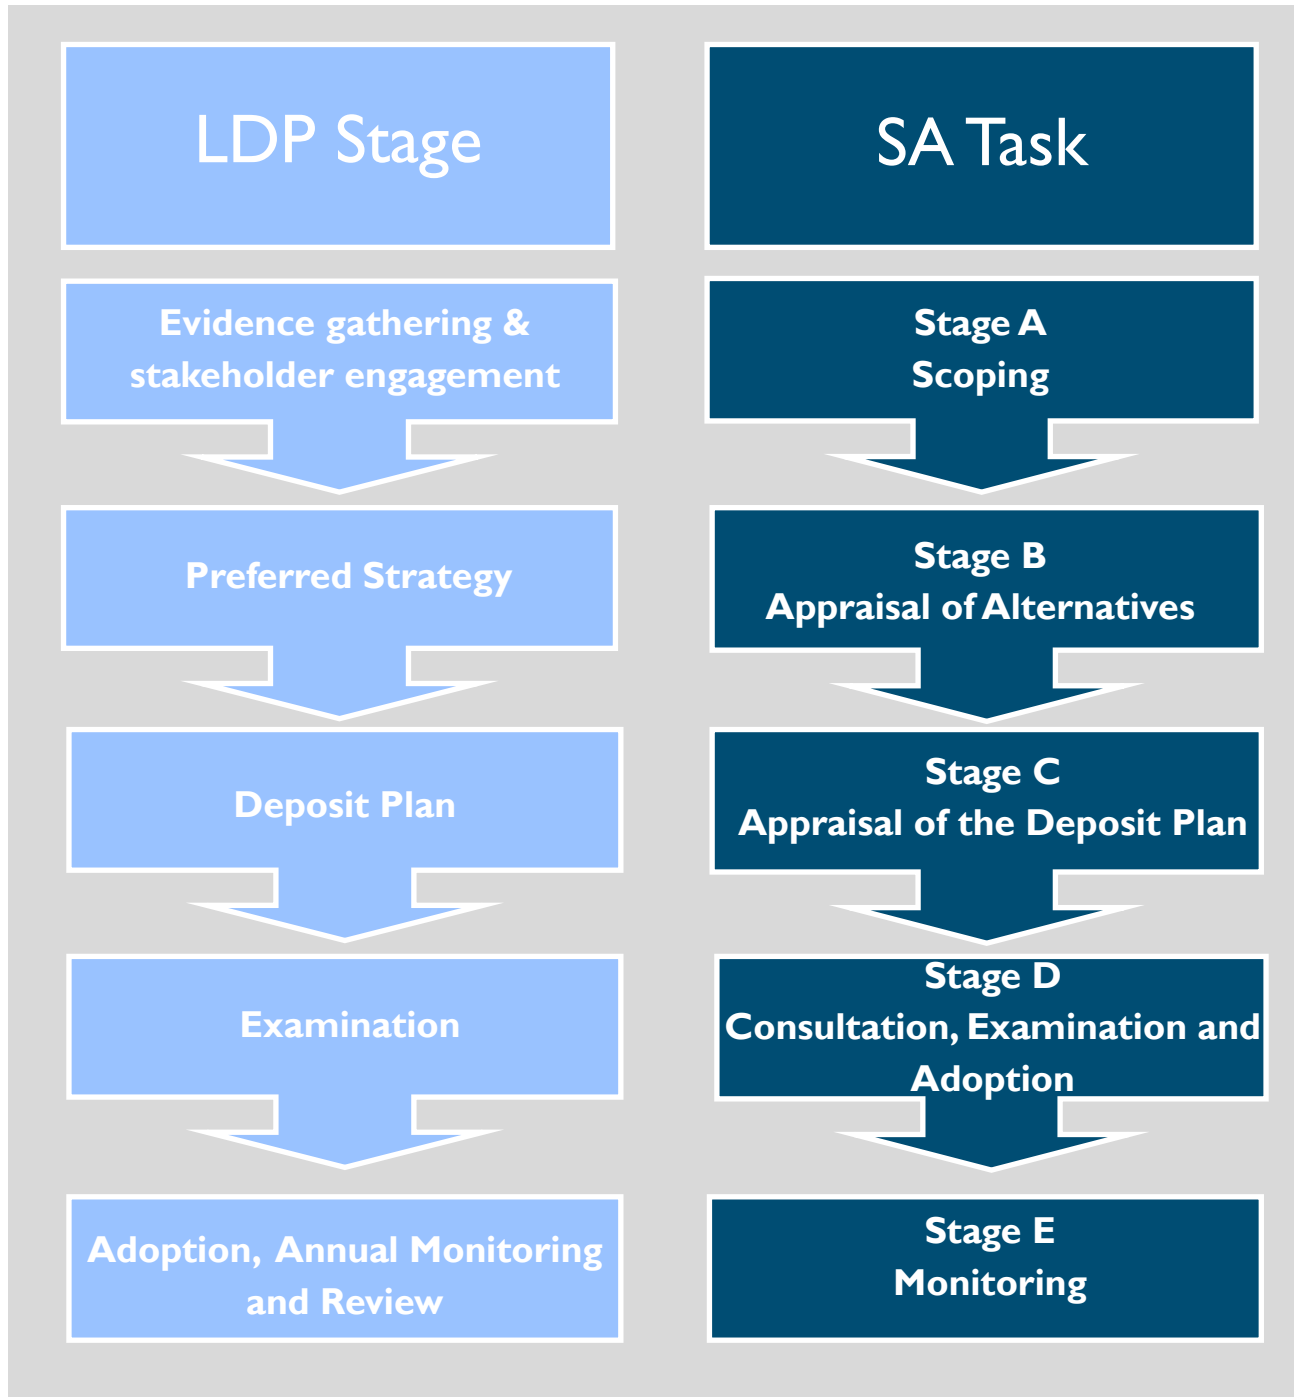 LDP Stage
SA Task
Evidence gathering &
stakeholder engagement
Stage A
Scoping
Preferred Strategy
Stage B
Appraisal of Alternatives
Deposit Plan
Stage C
Appraisal of the Deposit Plan
Examination
Stage D
Consultation, Examination and
Adoption
Adoption, Annual Monitoring
and Review
Stage E
Monitoring